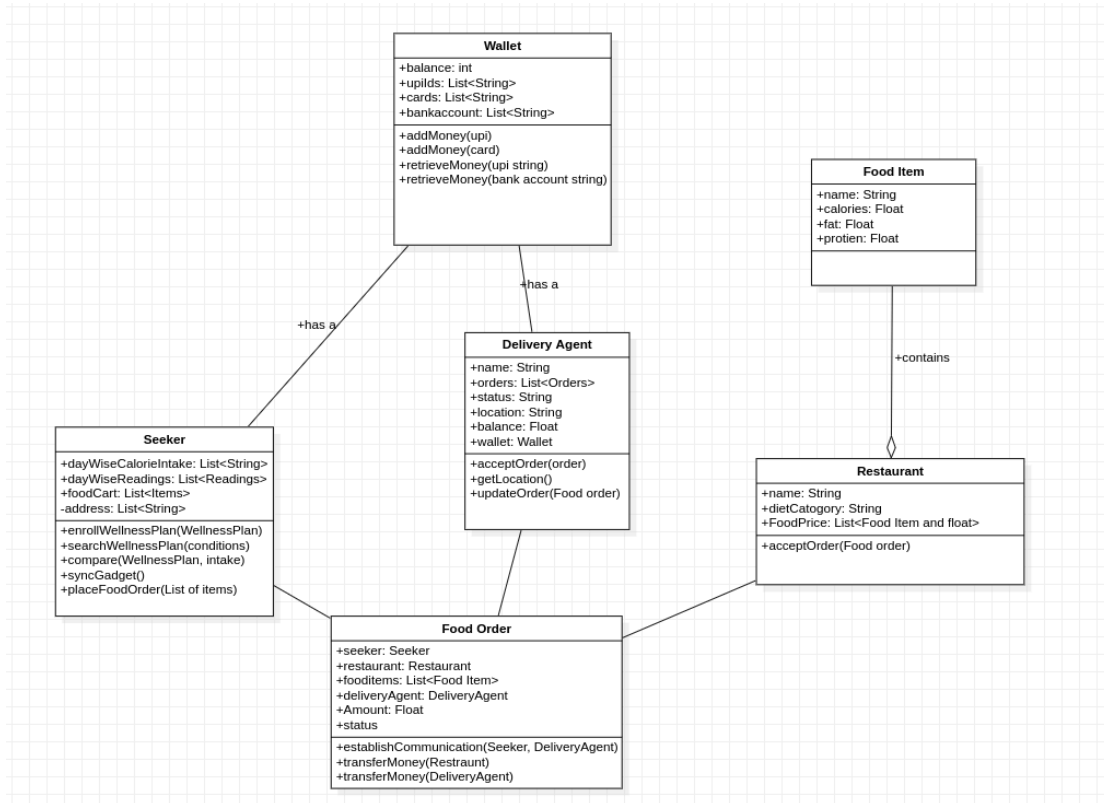 Wallet
+balance: int
+upiIds: List<String>
+cards: List<String>
+bankaccount: List<String>
+addMoney(upi)
+addMoney(card)
+retrieveMoney(upi string)
+retrieveMoney(bank account string)
Food Item
+name: String
+calories: Float
+fat: Float
+protien: Float
+has a
+has a
+contains
Delivery Agent
+name: String
+orders: List<Orders>
+status: String
+location: String
+balance: Float
+wallet: Wallet
+acceptOrder(order)
+getLocation()
+updateOrder(Food order)
Seeker
+dayWiseCalorieIntake: List<String>
+dayWiseReadings: List<Readings>
+foodCart: List<Items>
-address: List<String>
+enrollWellnessPlan(WellnessPlan)
+searchWellnessPlan(conditions)
+compare(WellnessPlan, intake)
+syncGadget()
+placeFoodOrder(List of items)
Restaurant
+name: String
+dietCatogory: String
+FoodPrice: List<Food Item and float>
+acceptOrder(Food order)
Food Order
+seeker: Seeker
+restaurant: Restaurant
+fooditems: List<Food Item>
+deliveryAgent: DeliveryAgent
+Amount: Float
+status
+establishCommunication(Seeker, DeliveryAgent)
+transferMoney(Restraunt)
+transferMoney(DeliveryAgent)